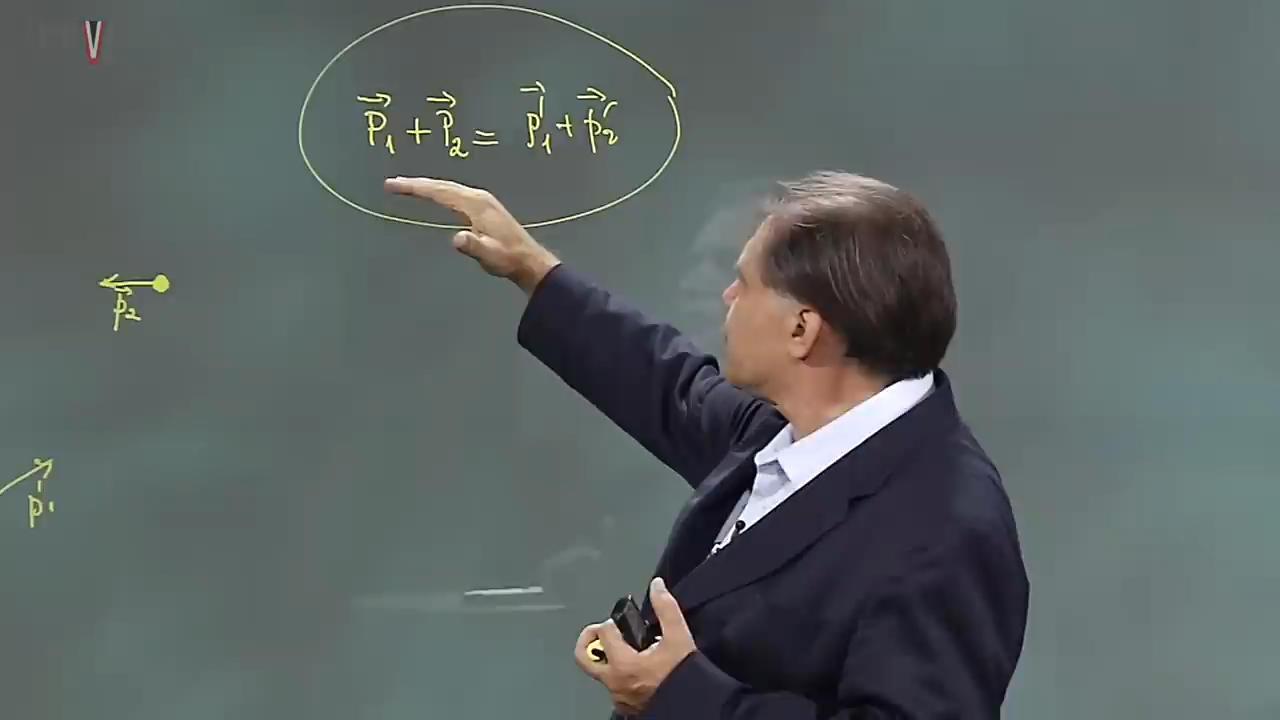 V
p⃗₁ + p⃗₂ = p⃗'₁ + p⃗'₂
p⃗₂
p'₁